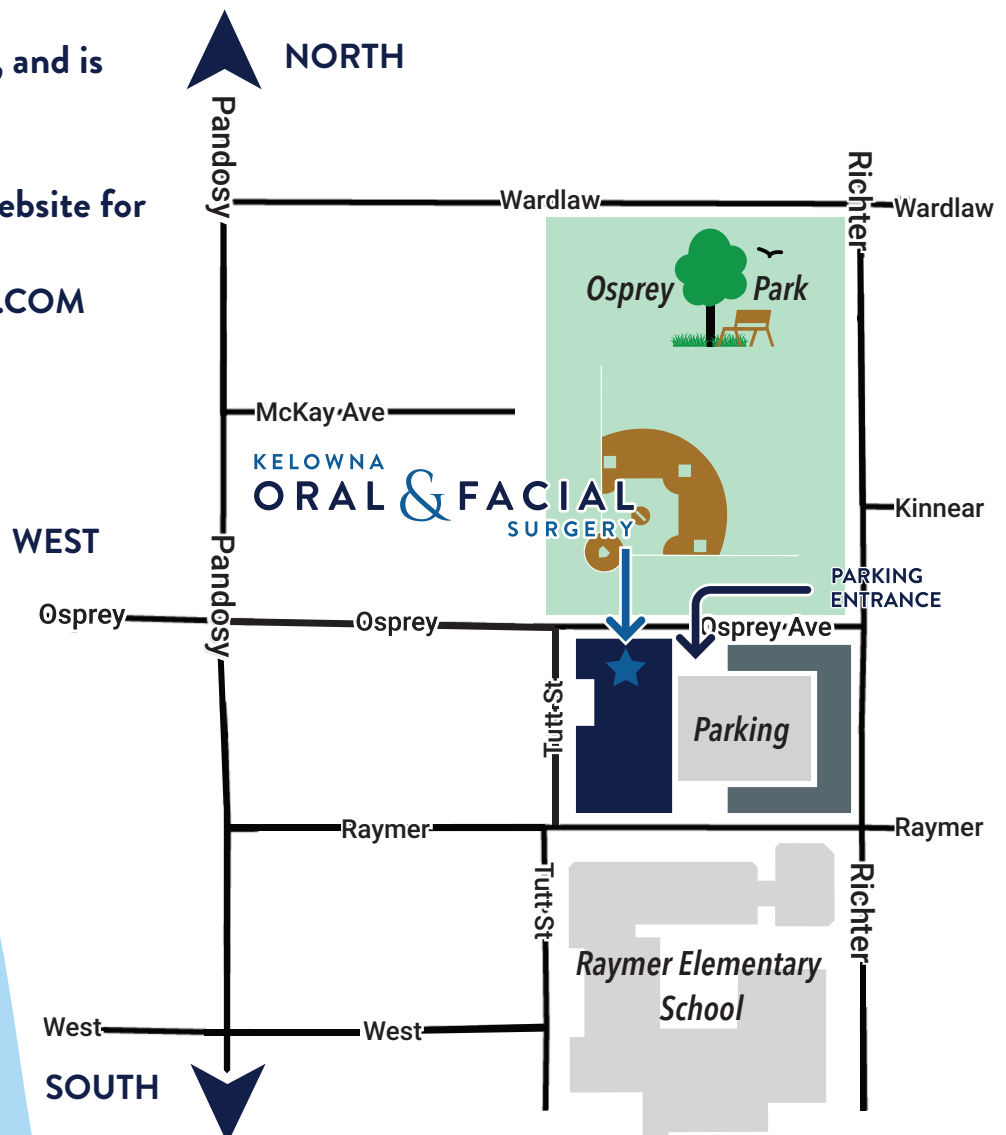 , and is
NORTH
Pandosy
Richter
ebsite for
Wardlaw
Wardlaw
.COM
Osprey Park
McKay Ave
KELOWNA
ORAL & FACIAL
SURGERY
Kinnear
WEST
Pandosy
PARKING
ENTRANCE
Osprey
Osprey
Osprey Ave
Tutt St
Parking
Raymer
Raymer
Tutt St
Richter
Raymer Elementary
School
West
West
SOUTH